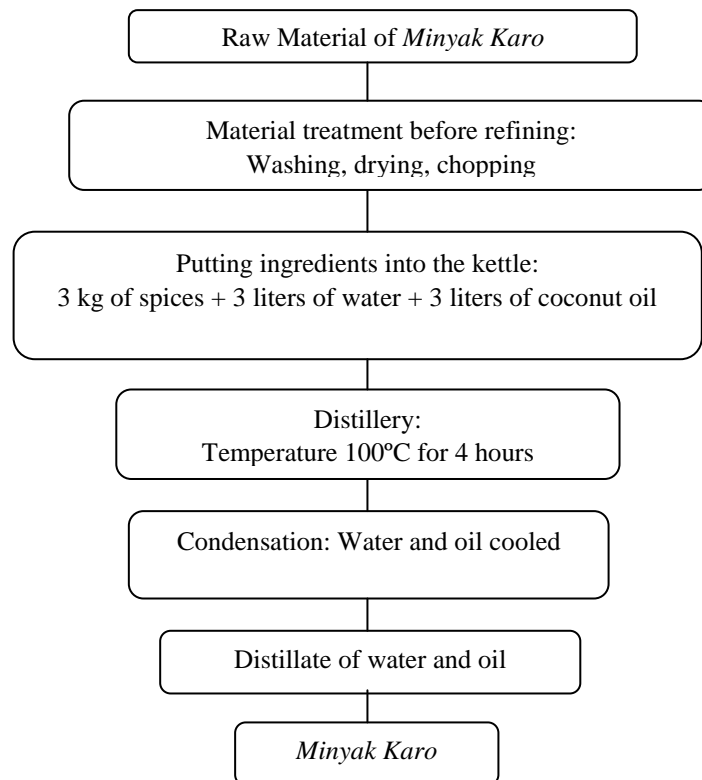 Raw Material of Minyak Karo
Material treatment before refining:
Washing, drying, chopping
Putting ingredients into the kettle:
3 kg of spices + 3 liters of water + 3 liters of coconut oil
Distillery:
Temperature 100ºC for 4 hours
Condensation: Water and oil cooled
Distillate of water and oil
Minyak Karo